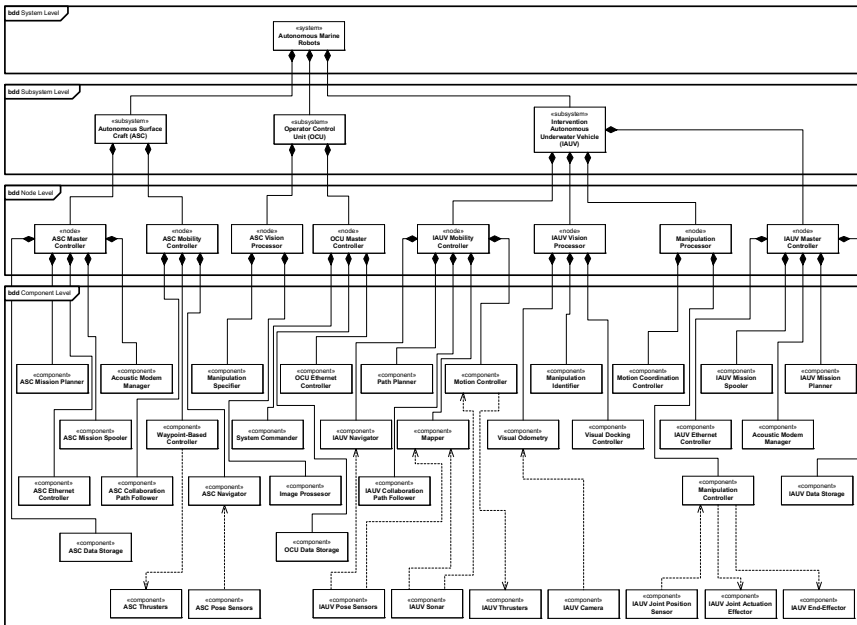 bdd System Level
«system»
Autonomous Marine
Robots
bdd Subsystem Level
«subsystem»
Autonomous Surface
Craft (ASC)
«subsystem»
Operator Control
Unit (OCU)
«subsystem»
Intervention
Autonomous
Underwater Vehicle
(IAUV)
bdd Node Level
«node»
ASC Master
Controller
«node»
ASC Mobility
Controller
«node»
ASC Vision
Processor
«node»
OCU Master
Controller
«node»
IAUV Mobility
Controller
«node»
IAUV Vision
Processor
«node»
Manipulation
Processor
«node»
IAUV Master
Controller
bdd Component Level
«component»
ASC Mission Planner
«component»
Acoustic Modem
Manager
«component»
Manipulation
Specifier
«component»
OCU Ethernet
Controller
«component»
Path Planner
«component»
Motion Controller
«component»
Manipulation
Identifier
«component»
Motion Coordination
Controller
«component»
IAUV Mission
Spooler
«component»
IAUV Mission
Planner
«component»
ASC Mission Spooler
«component»
Waypoint-Based
Controller
«component»
System Commander
«component»
IAUV Navigator
«component»
Mapper
«component»
Visual Odometry
«component»
Visual Docking
Controller
«component»
IAUV Ethernet
Controller
«component»
Acoustic Modem
Manager
«component»
ASC Ethernet
Controller
«component»
ASC Collaboration
Path Follower
«component»
ASC Navigator
«component»
Image Prossesor
«component»
IAUV Collaboration
Path Follower
«component»
Manipulation
Controller
«component»
IAUV Data Storage
«component»
ASC Data Storage
«component»
OCU Data Storage
«component»
ASC Thrusters
«component»
ASC Pose Sensors
«component»
IAUV Pose Sensors
«component»
IAUV Sonar
«component»
IAUV Thrusters
«component»
IAUV Camera
«component»
IAUV Joint Position
Sensor
«component»
IAUV Joint Actuation
Effector
«component»
IAUV End-Effector